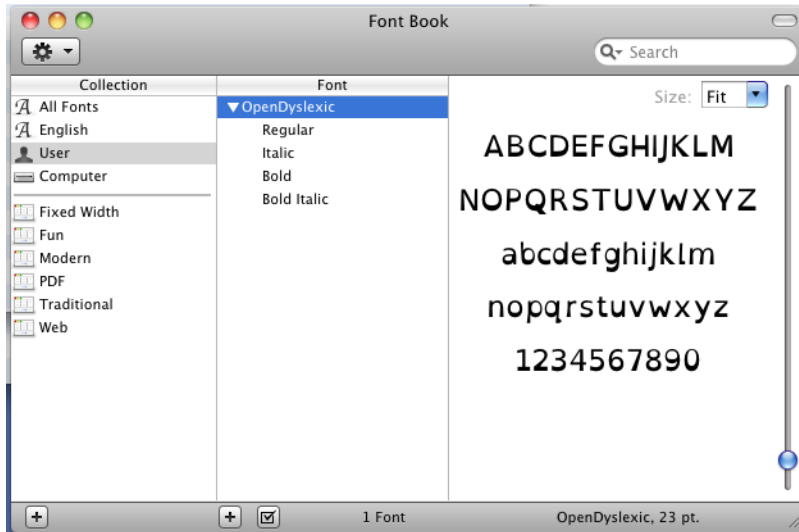 Font Book
Search
Collection
All Fonts
English
User
Computer
Fixed Width
Fun
Modern
PDF
Traditional
Web
Font
OpenDyslexic
Regular
Italic
Bold
Bold Italic
Size: Fit
ABCDEFGHIJKLM
NOPQRSTUVWXYZ
abcdefghijklm
nopqrstuvwxyz
1234567890
1 Font
OpenDyslexic, 23 pt.